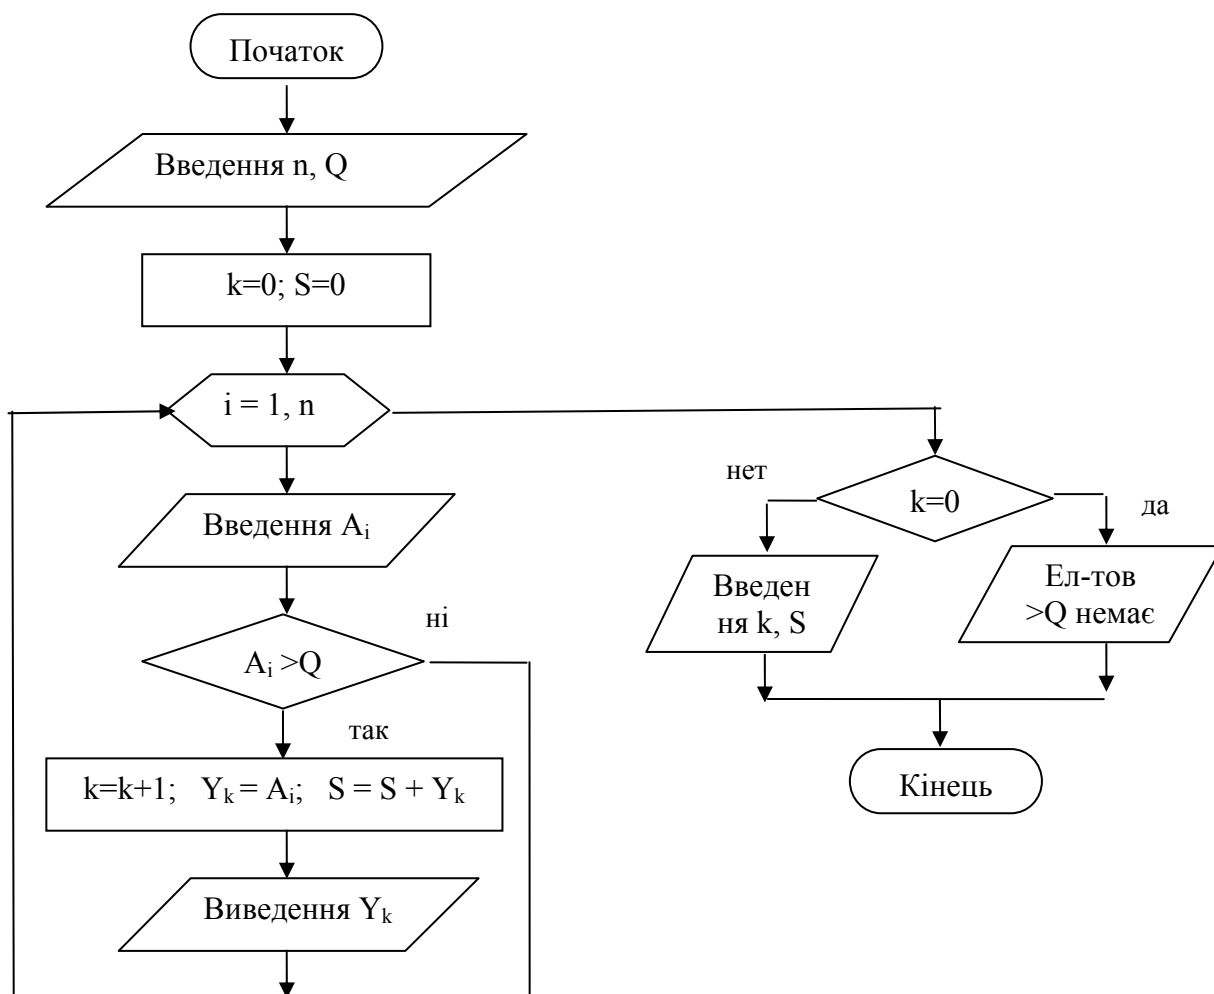 Початок
Введення n, Q
k=0; S=0
i = 1, n
Введення Ai
ні
Ai >Q
так
k=k+1; Yk = Ai; S = S + Yk
Виведення Yk
нет
k=0
да
Введен
ня k, S
Ел-тов
>Q немає
Кінець